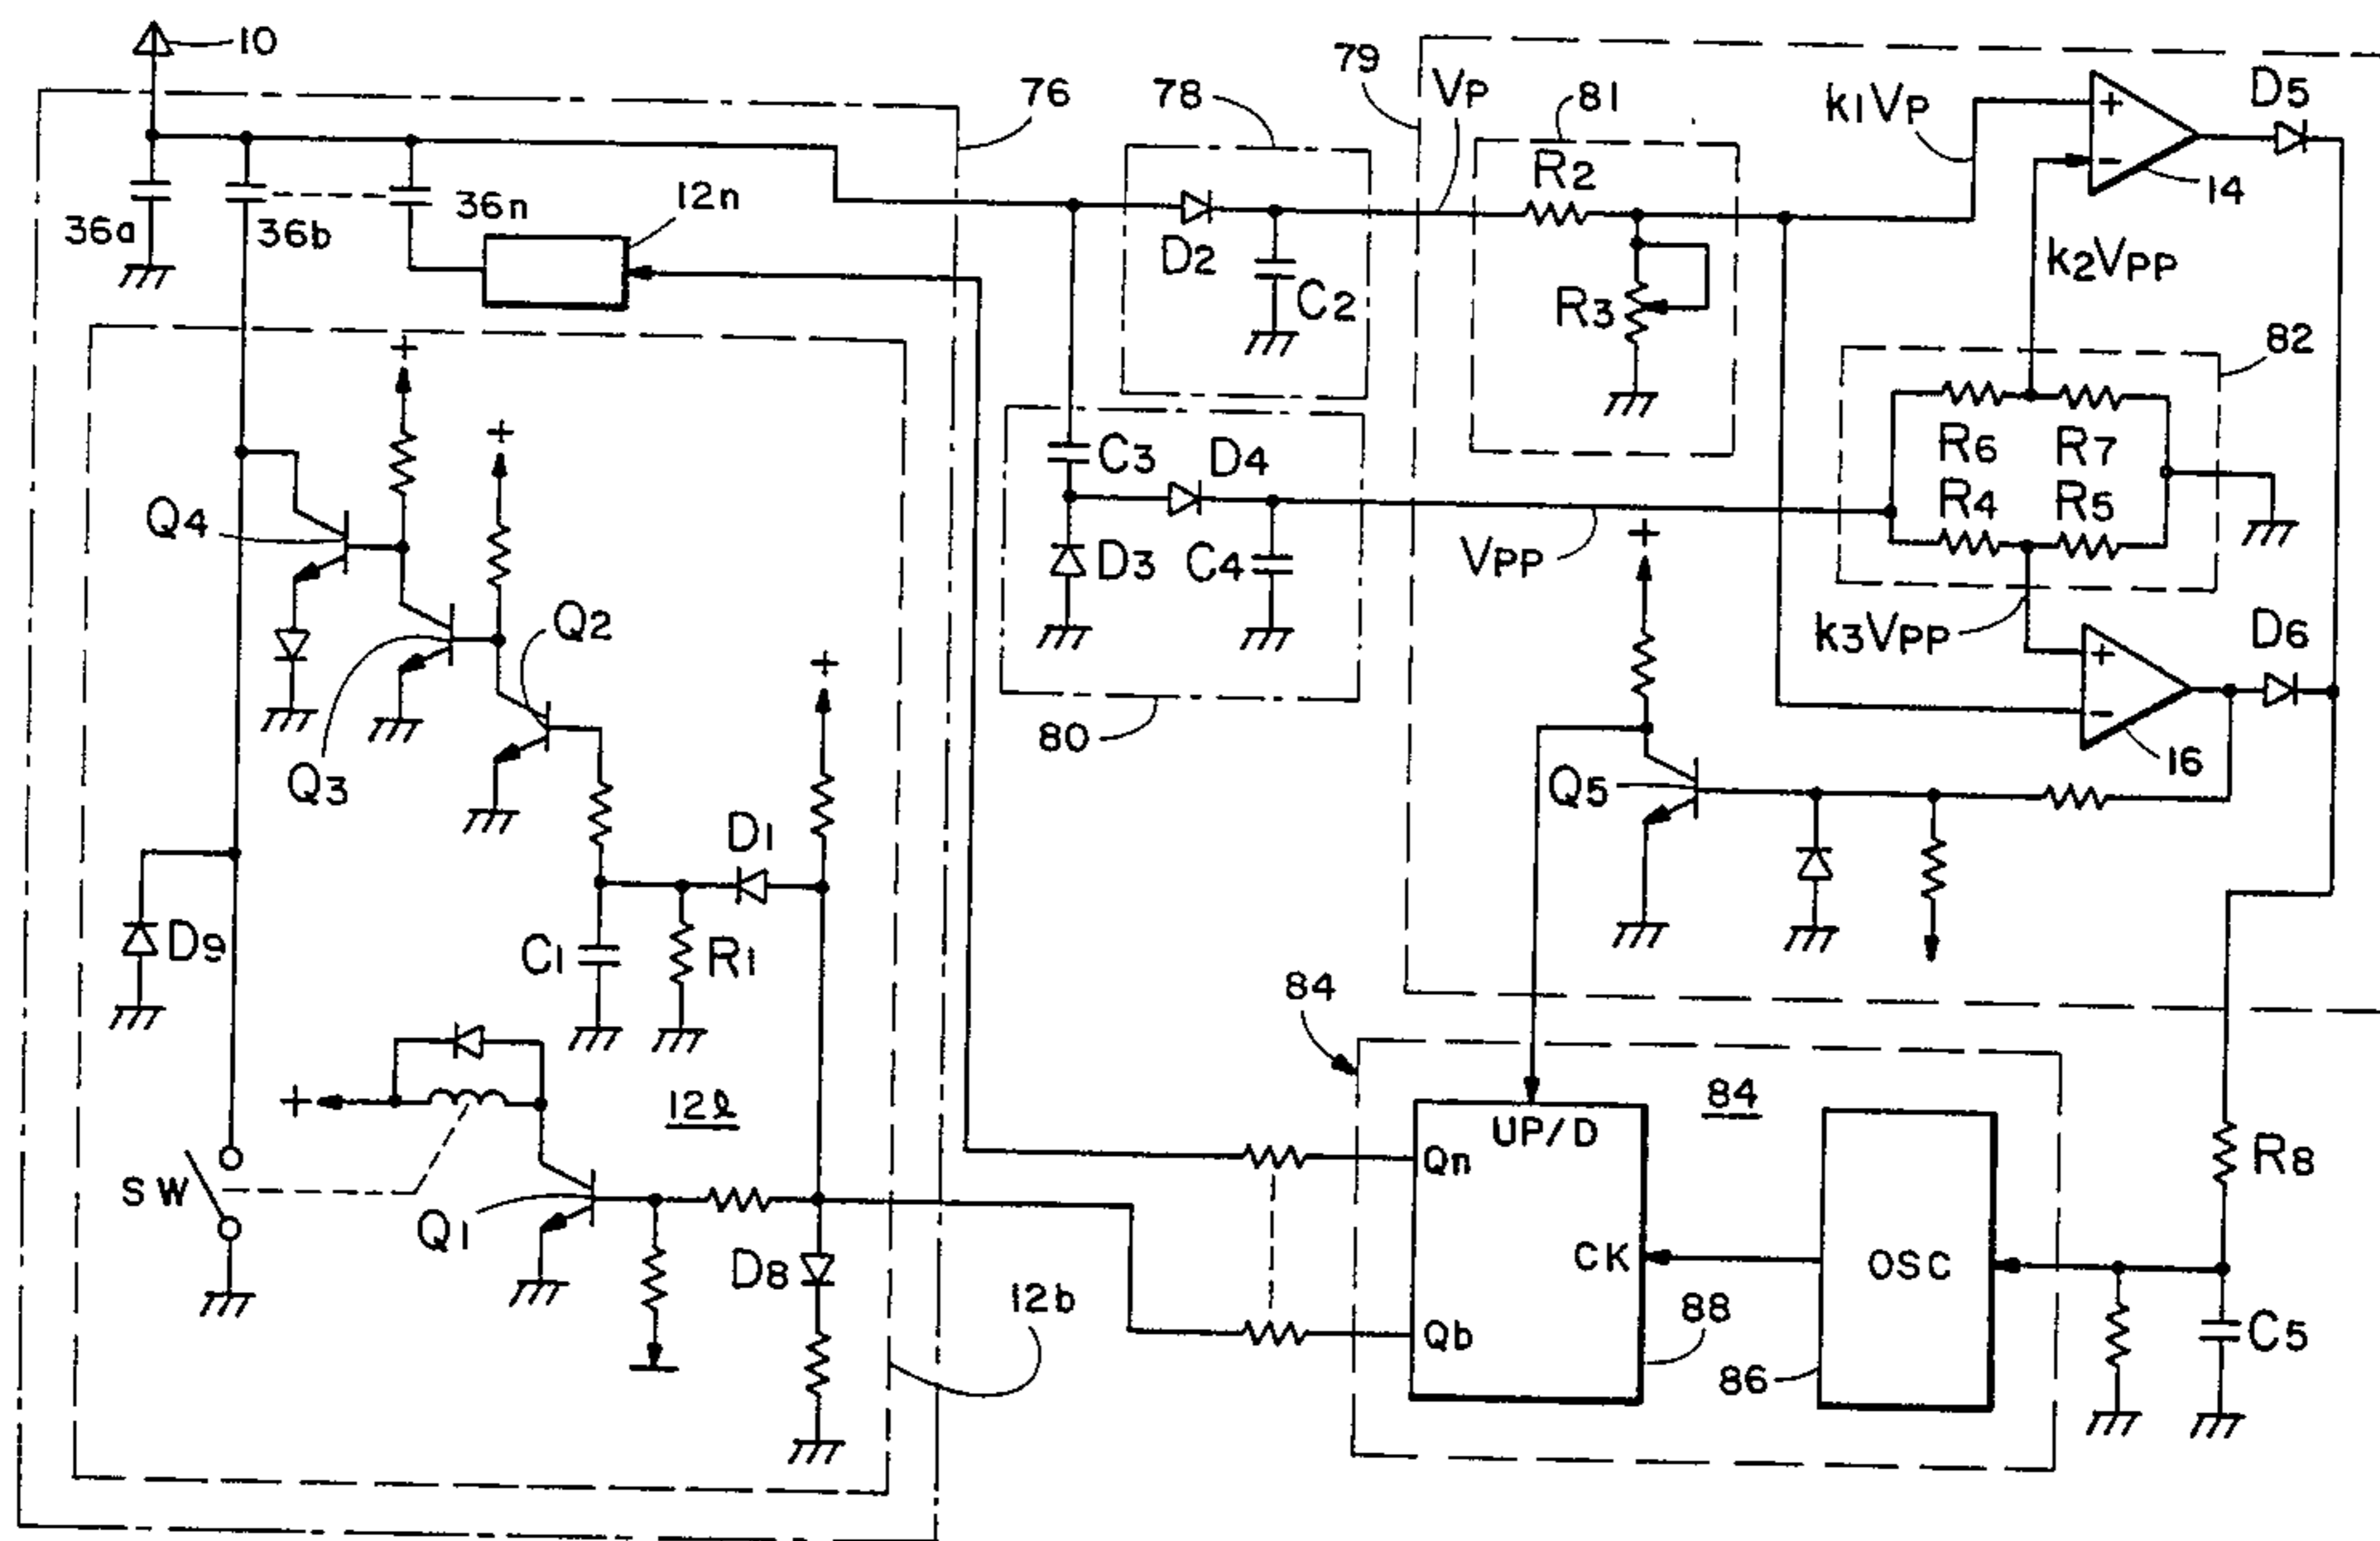 10
76
78
79
VP
81
k1VP
D5
R2
14
36a
36b
36n
12n
D2
C2
R3
k2VPP
82
+
-
C3
D4
R6
R7
R4
R5
Q4
+
+
D3
C4
VPP
+
k3VPP
D6
Q2
+
-
80
16
Q3
+
Q5
D1
D9
C1
R1
84
+
12ℓ
84
UP/D
Qn
R8
SW
Q1
D8
12b
CK
OSC
88
Qb
86
C5